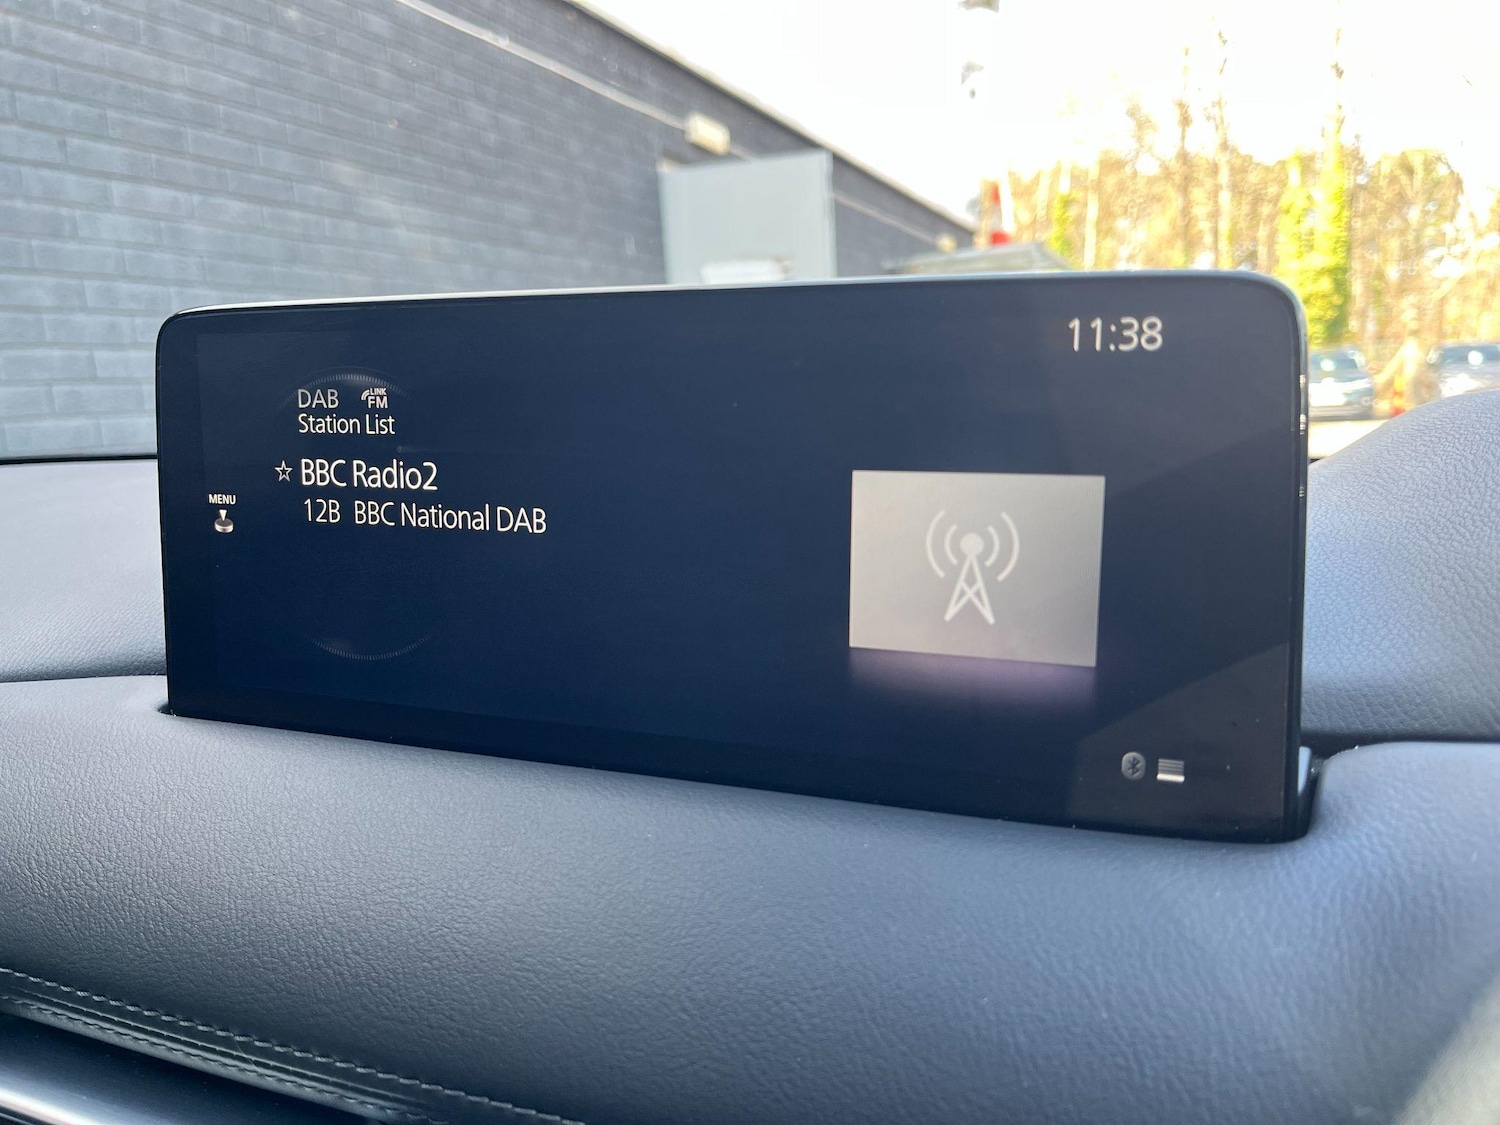 11:38
DAB LINK FM
Station List
☆ BBC Radio2
12B BBC National DAB
MENU